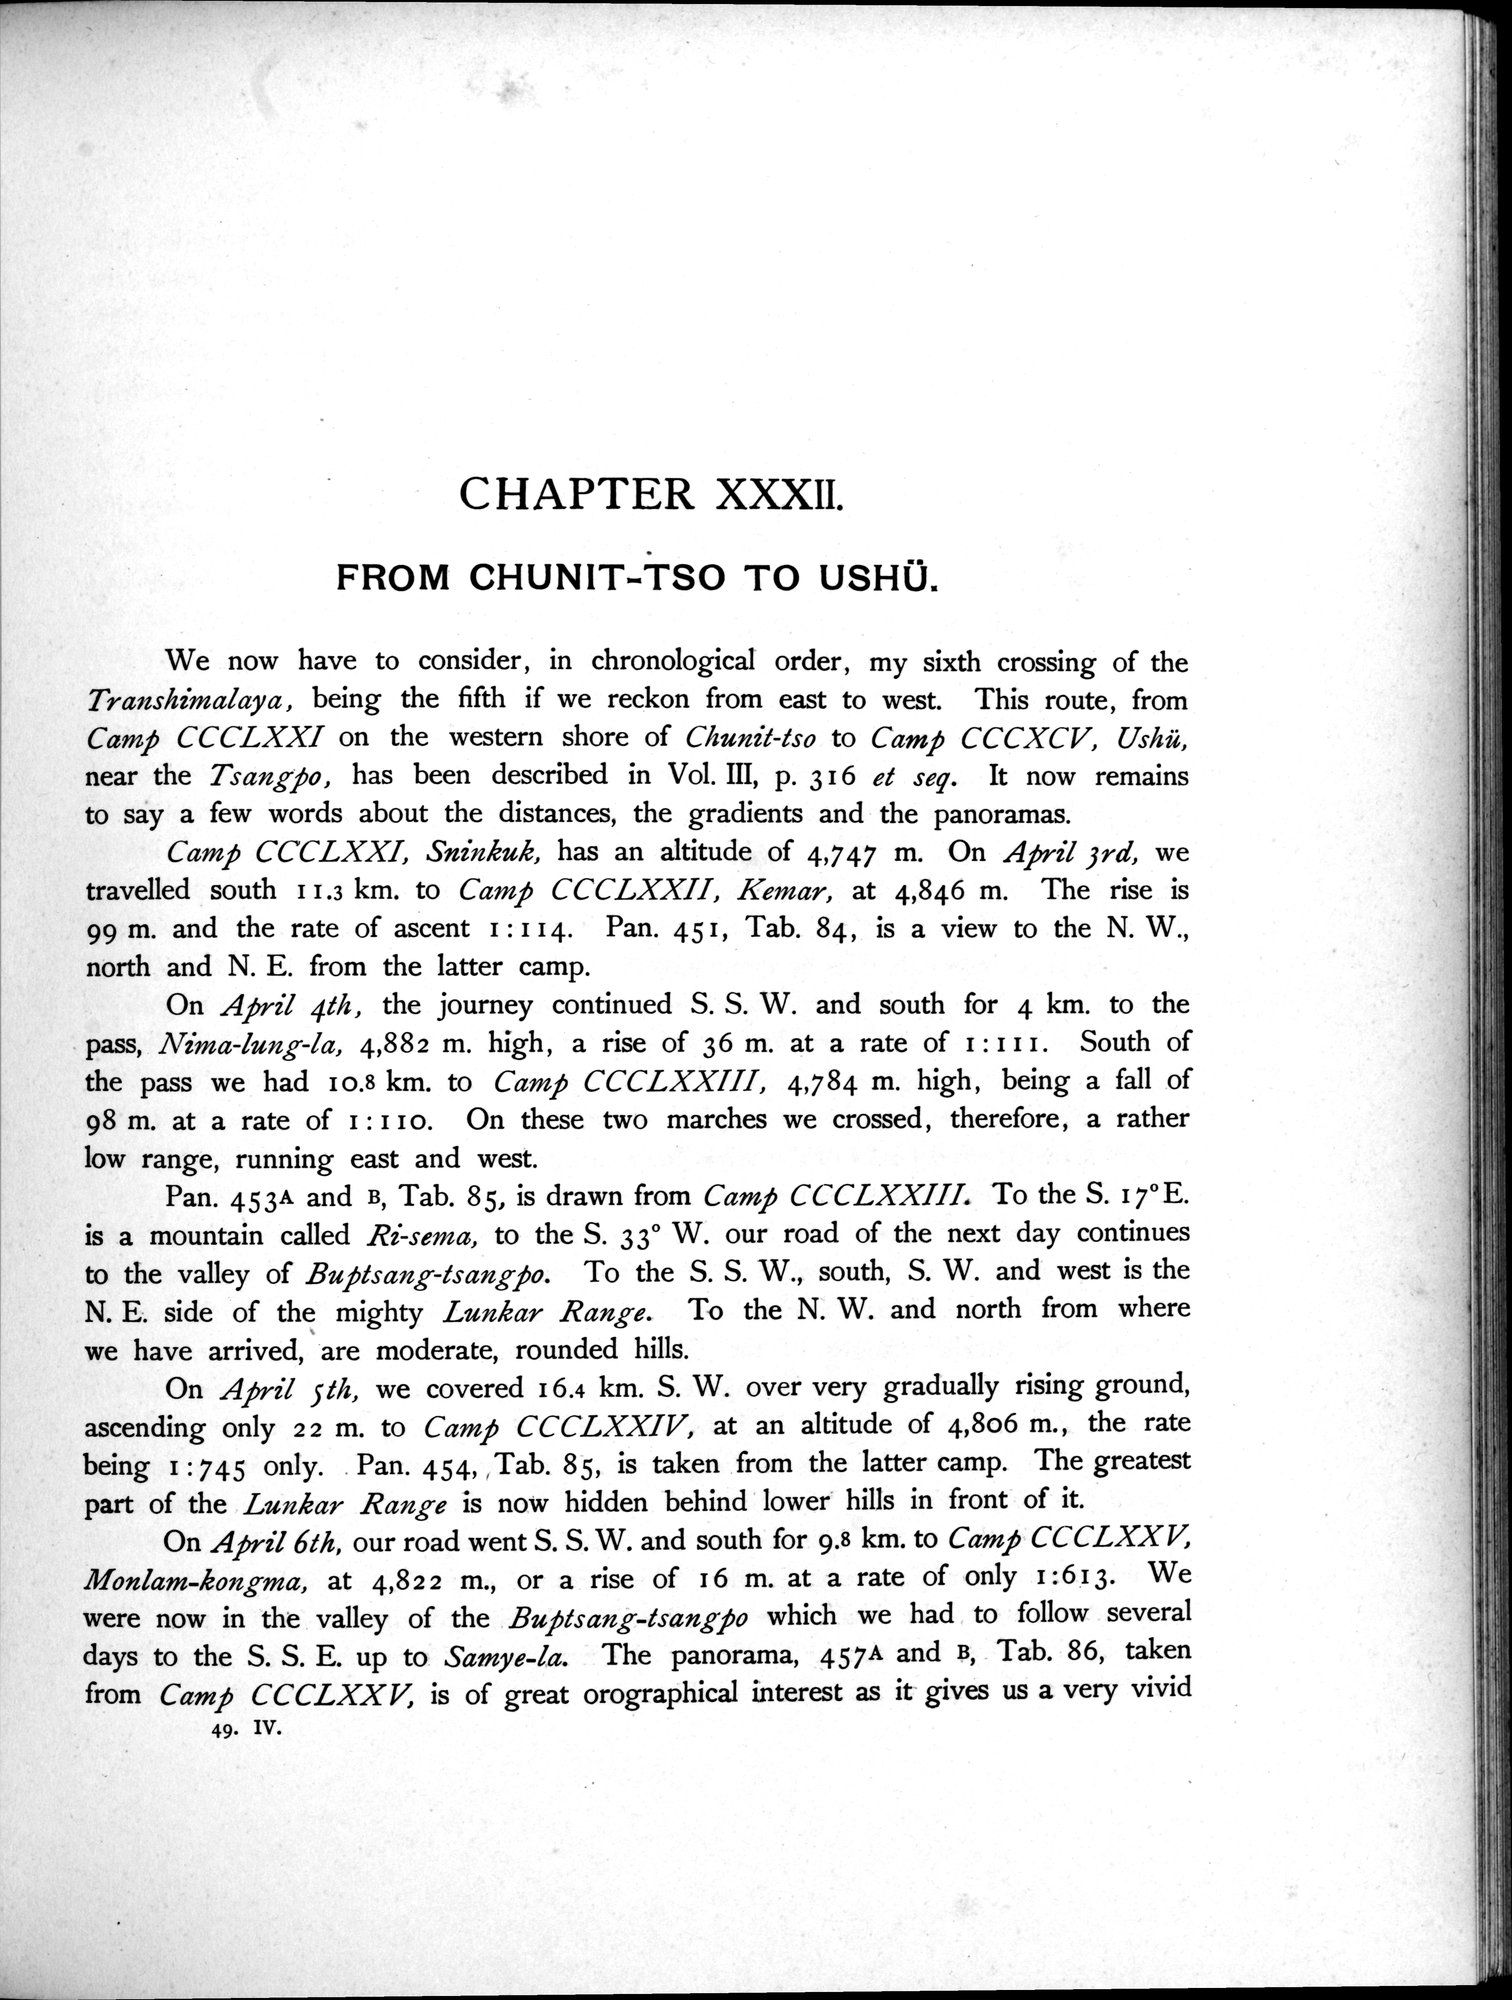 CHAPTER XXXII.
FROM CHUNIT-TSO TO USHÜ.
We now have to consider, in chronological order, my sixth crossing of the
Transhimalaya, being the fifth if we reckon from east to west. This route, from
Camp CCCLXXI on the western shore of Chunit-tso to Camp CCCXCV, Ushü,
near the Tsangpo, has been described in Vol. III, p. 316 et seq. It now remains
to say a few words about the distances, the gradients and the panoramas.
Camp CCCLXXI, Sninkuk, has an altitude of 4,747 m. On April 3rd, we
travelled south 11.3 km. to Camp CCCLXXII, Kemar, at 4,846 m. The rise is
99 m. and the rate of ascent 1:114. Pan. 451, Tab. 84, is a view to the N. W.,
north and N. E. from the latter camp.
On April 4th, the journey continued S. S. W. and south for 4 km. to the
pass, Nima-lung-la, 4,882 m. high, a rise of 36 m. at a rate of 1:111. South of
the pass we had 10.8 km. to Camp CCCLXXIII, 4,784 m. high, being a fall of
98 m. at a rate of 1:110. On these two marches we crossed, therefore, a rather
low range, running east and west.
Pan. 453A and B, Tab. 85, is drawn from Camp CCCLXXIII. To the S. 17° E.
is a mountain called Ri-sema, to the S. 33° W. our road of the next day continues
to the valley of Buptsang-tsangpo. To the S. S. W., south, S. W. and west is the
N. E. side of the mighty Lunkar Range. To the N. W. and north from where
we have arrived, are moderate, rounded hills.
On April 5th, we covered 16.4 km. S. W. over very gradually rising ground,
ascending only 22 m. to Camp CCCLXXIV, at an altitude of 4,806 m., the rate
being 1:745 only. Pan. 454, Tab. 85, is taken from the latter camp. The greatest
part of the Lunkar Range is now hidden behind lower hills in front of it.
On April 6th, our road went S. S. W. and south for 9.8 km. to Camp CCCLXXV,
Monlam-kongma, at 4,822 m., or a rise of 16 m. at a rate of only 1:613. We
were now in the valley of the Buptsang-tsangpo which we had to follow several
days to the S. S. E. up to Samye-la. The panorama, 457A and B, Tab. 86, taken
from Camp CCCLXXV, is of great orographical interest as it gives us a very vivid
49. IV.